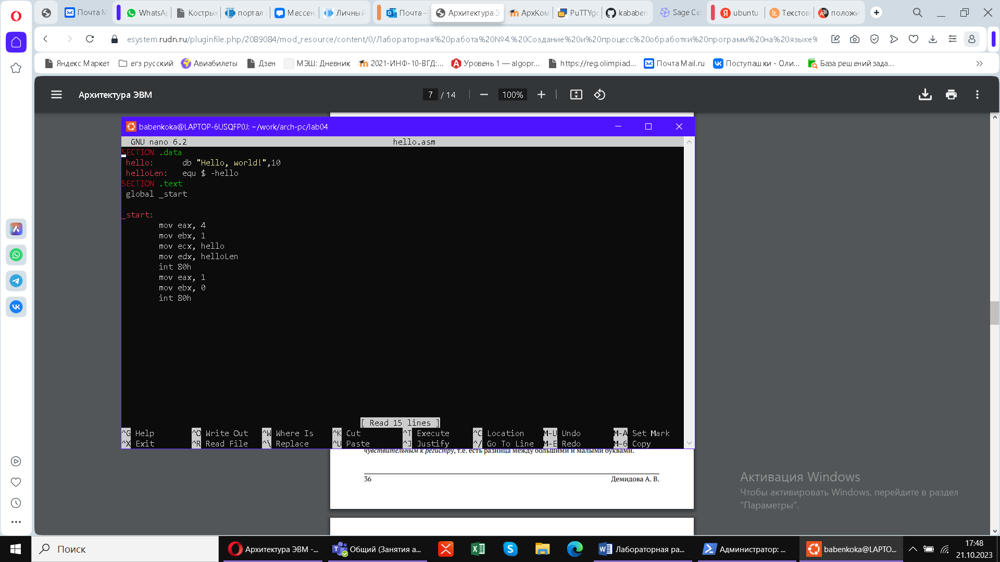 Почта М
WhatsAp
Кострык
портал
Мессен
Личный
Почта –
Архитектура Э
АрхКом
PuTTYge
kababen
Sage Ce
ubuntu
Текстов
положи
esystem.rudn.ru/pluginfile.php/2089084/mod_resource/content/0/Лабораторная%20работа%20№4.%20Создание%20и%20процесс%20обработки%20программ%20на%20языке%
Яндекс Маркет
егэ русский
Авиабилеты
Дзен
МЭШ: Дневник
2021-ИНФ-10-ВГД:...
Уровень 1 — algopr...
https://reg.olimpiad...
Почта Mail.ru
Поступашки - Оли...
База решений зада...
Архитектура ЭВМ
7 / 14
100%
babenkoka@LAPTOP-6USQFP0J: ~/work/arch-pc/lab04
GNU nano 6.2 hello.asm
SECTION .data
hello: db "Hello, world!",10
helloLen: equ $ -hello
SECTION .text
global _start
_start:
mov eax, 4
mov ebx, 1
mov ecx, hello
mov edx, helloLen
int 80h
mov eax, 1
mov ebx, 0
int 80h
[ Read 15 lines ]
^G Help ^O Write Out ^W Where Is ^K Cut ^T Execute ^C Location M-U Undo M-A Set Mark
^X Exit ^R Read File ^\ Replace ^U Paste ^J Justify ^/ Go To Line M-E Redo M-6 Copy
чувствительным к регистру, т.е. есть разница между большими и малыми буквами.
36 Демидова А. В.
Активация Windows
Чтобы активировать Windows, перейдите в раздел
"Параметры".
Поиск
Архитектура ЭВМ -...
Общий (Занятия а...
Лабораторная ра...
Администратор: ...
babenkoka@LAPTO...
17:48
21.10.2023